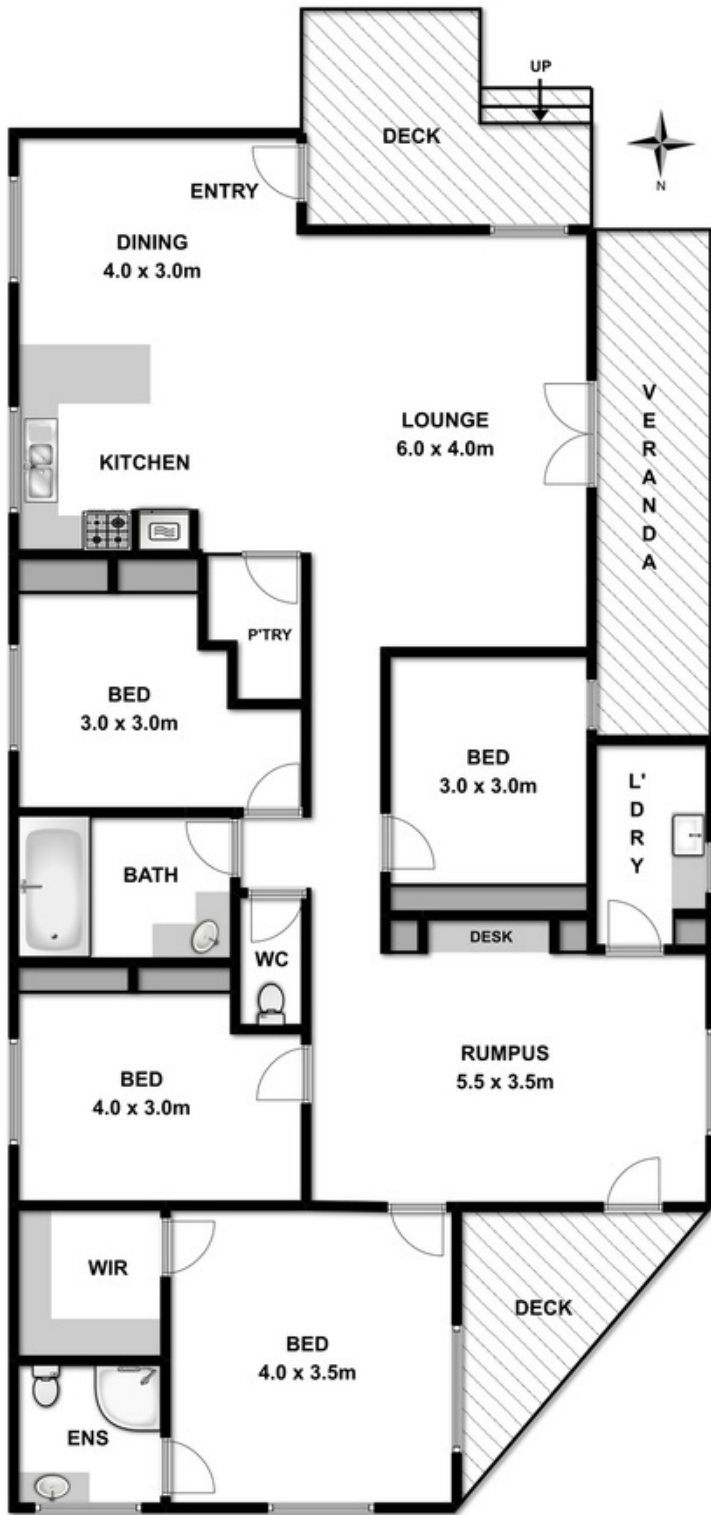 UP
DECK
N
ENTRY
DINING
4.0 x 3.0m
LOUNGE
6.0 x 4.0m
VERANDA
KITCHEN
P'TRY
BED
3.0 x 3.0m
BED
3.0 x 3.0m
L'DRY
BATH
DESK
WC
BED
4.0 x 3.0m
RUMPUS
5.5 x 3.5m
WIR
DECK
BED
4.0 x 3.5m
ENS